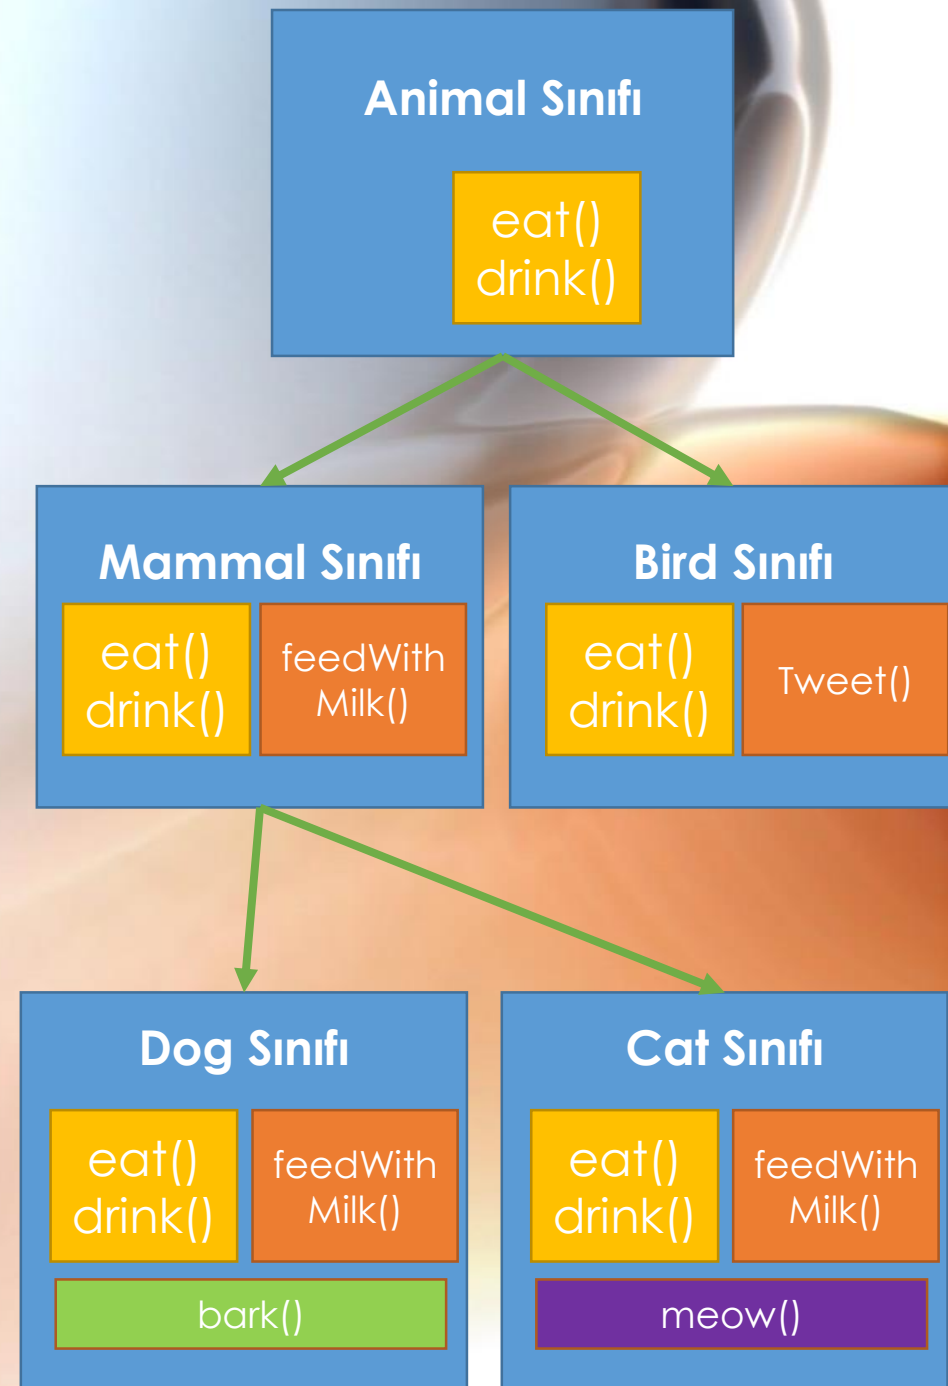 Animal Sınıfı
eat()
drink()
Mammal Sınıfı
eat()
drink()
feedWith
Milk()
Bird Sınıfı
eat()
drink()
Tweet()
Dog Sınıfı
eat()
drink()
feedWith
Milk()
bark()
Cat Sınıfı
eat()
drink()
feedWith
Milk()
meow()